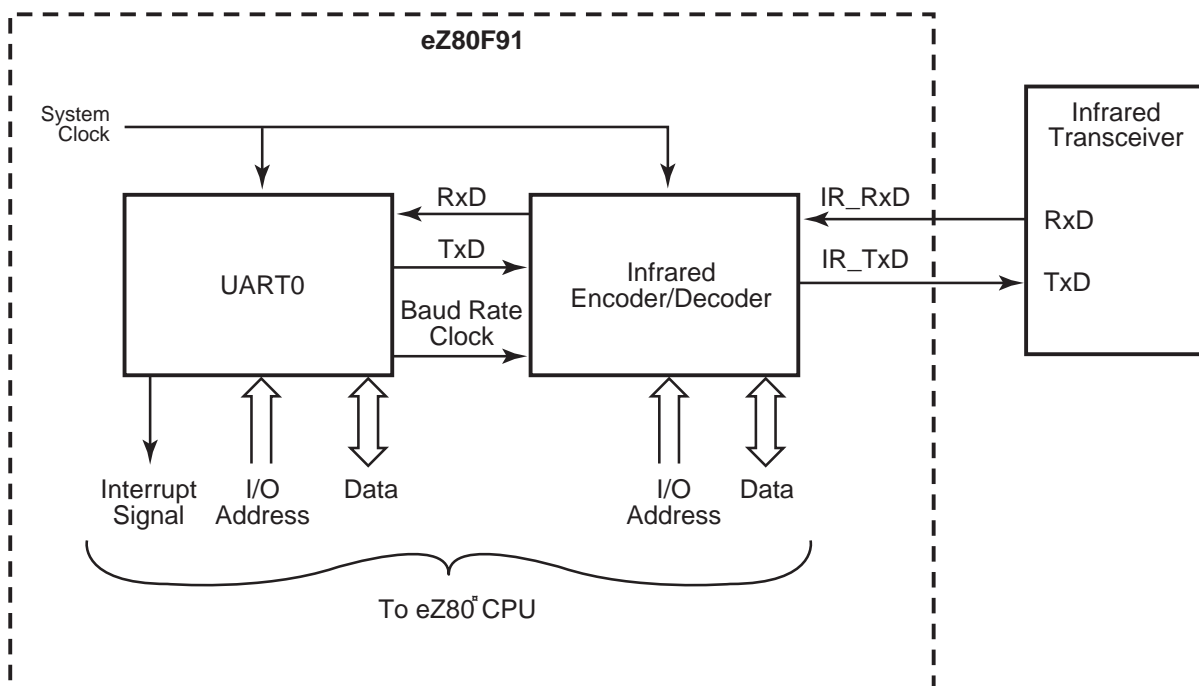 eZ80F91
System
Clock
Infrared
Transceiver
RxD
TxD
Baud Rate
Clock
UART0
Infrared
Encoder/Decoder
IR_RxD
IR_TxD
RxD
TxD
Interrupt
Signal
I/O
Address
Data
I/O
Address
Data
To eZ80¤ CPU